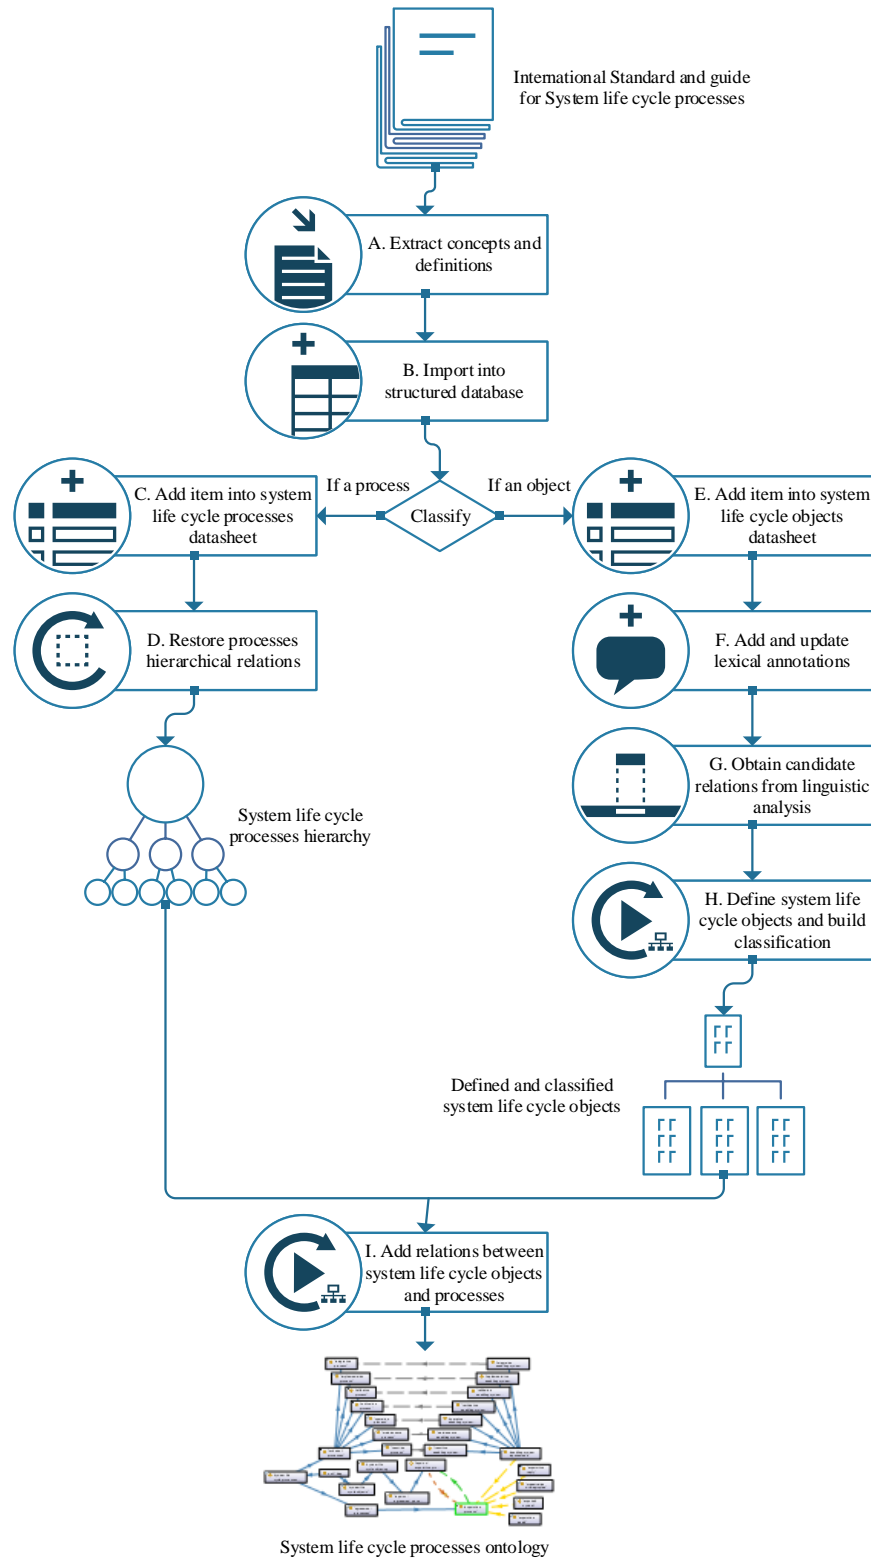 International Standard and guide
for System life cycle processes
A. Extract concepts and
definitions
B. Import into
structured database
If a process
If an object
Classify
C. Add item into system
life cycle processes
datasheet
E. Add item into system
life cycle objects
datasheet
D. Restore processes
hierarchical relations
F. Add and update
lexical annotations
G. Obtain candidate
relations from linguistic
analysis
System life cycle
processes hierarchy
H. Define system life
cycle objects and build
classification
Defined and classified
system life cycle objects
I. Add relations between
system life cycle objects
and processes
System life cycle processes ontology